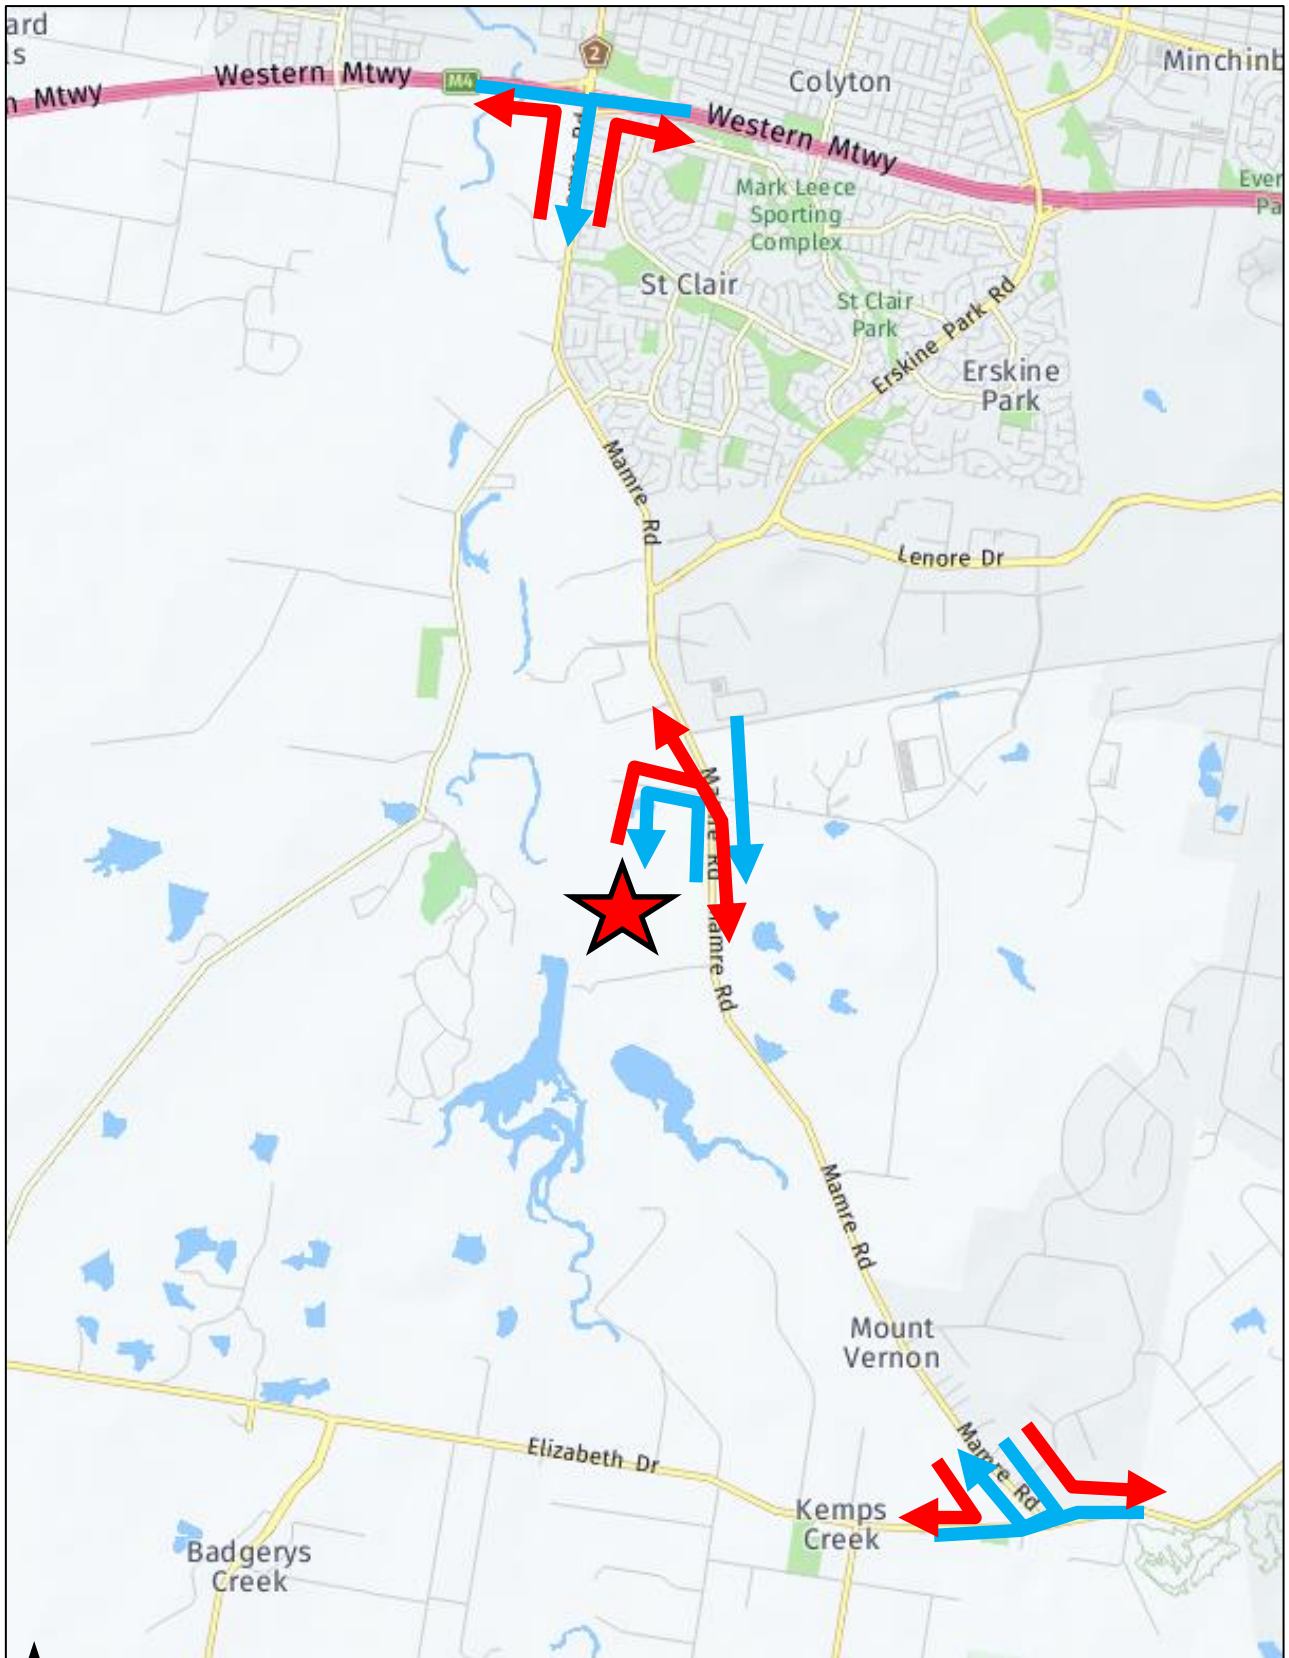 ard
s
2
Minchinb
Western Mtwy
M4
Colyton
n Mtwy
Western Mtwy
Rd
Mark Leece
Sporting
Complex
Ever
Pa
St Clair
St Clair
Park
Erskine Park Rd
Erskine
Park
Mamre Rd
Lenore Dr
Mamre Rd
Mamre Rd
Mamre Rd
Mount
Vernon
Mamre Rd
Elizabeth Dr
Kemps
Creek
Badgerys
Creek